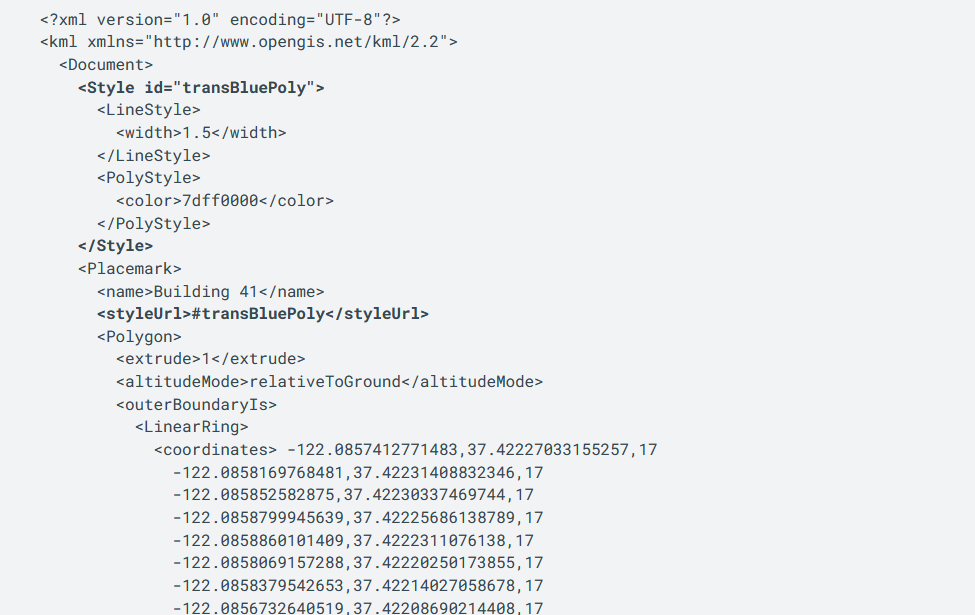 <?xml version="1.0" encoding="UTF-8"?>
<kml xmlns="http://www.opengis.net/kml/2.2">
<Document>
<Style id="transBluePoly">
<LineStyle>
<width>1.5</width>
</LineStyle>
<PolyStyle>
<color>7dff0000</color>
</PolyStyle>
</Style>
<Placemark>
<name>Building 41</name>
<styleUrl>#transBluePoly</styleUrl>
<Polygon>
<extrude>1</extrude>
<altitudeMode>relativeToGround</altitudeMode>
<outerBoundaryIs>
<LinearRing>
<coordinates> -122.0857412771483,37.42227033155257,17
-122.0858169768481,37.42231408832346,17
-122.085852582875,37.42230337469744,17
-122.0858799945639,37.42225686138789,17
-122.0858860101409,37.4222311076138,17
-122.0858069157288,37.42220250173855,17
-122.0858379542653,37.42214027058678,17
-122.0856732640519,37.42208690214408,17